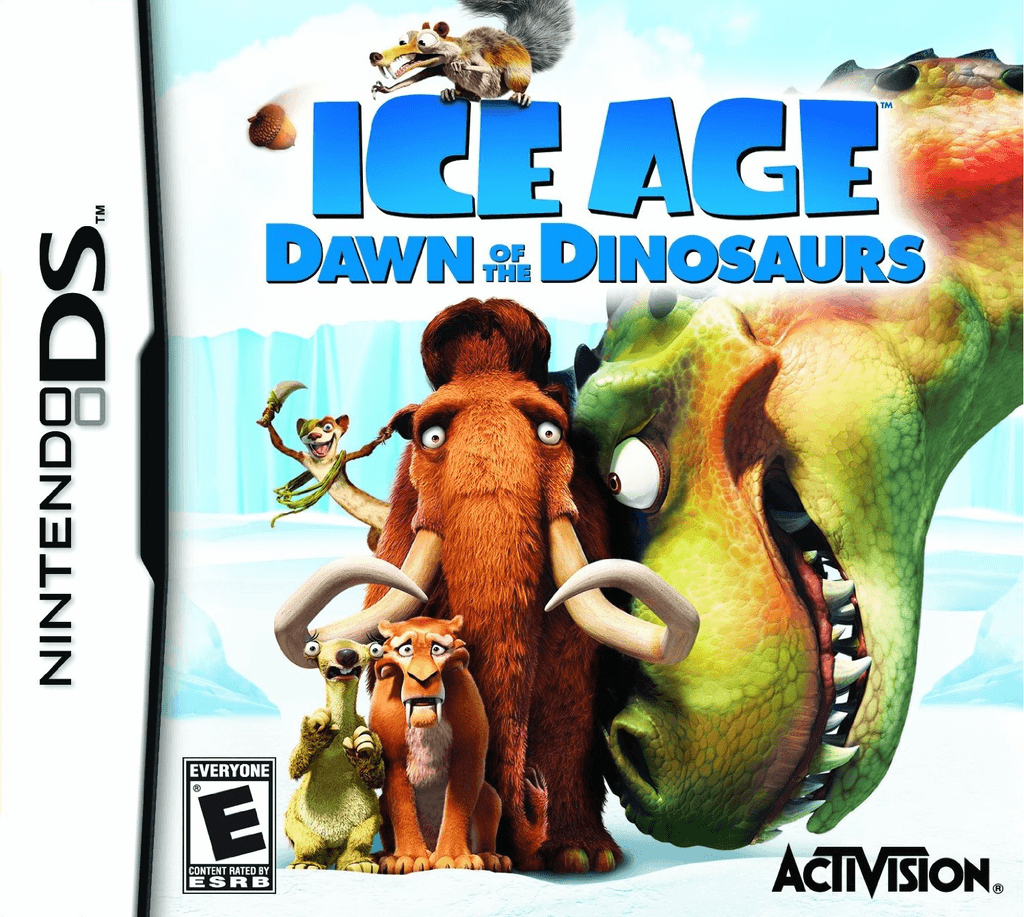 NINTENDO DS™
ICE AGE™
DAWN OF THE DINOSAURS
EVERYONE
®
E
CONTENT RATED BY
ESRB
ACTIVISION®